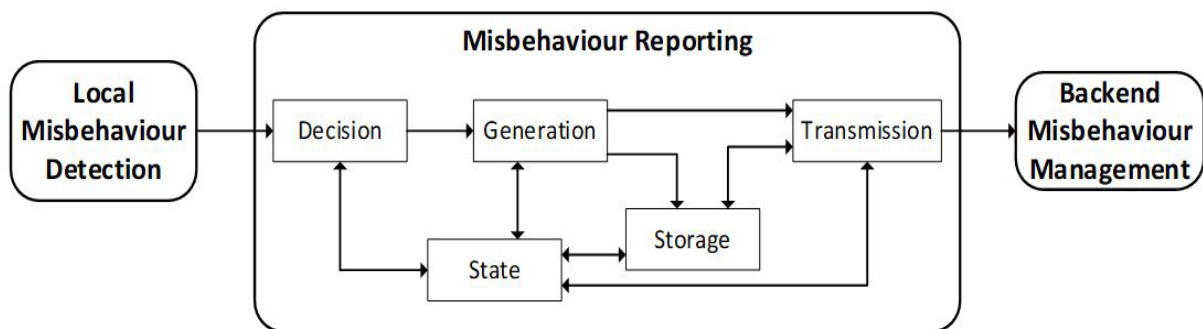 Misbehaviour Reporting
Local
Misbehaviour
Detection
Decision
Generation
Transmission
Backend
Misbehaviour
Management
Storage
State